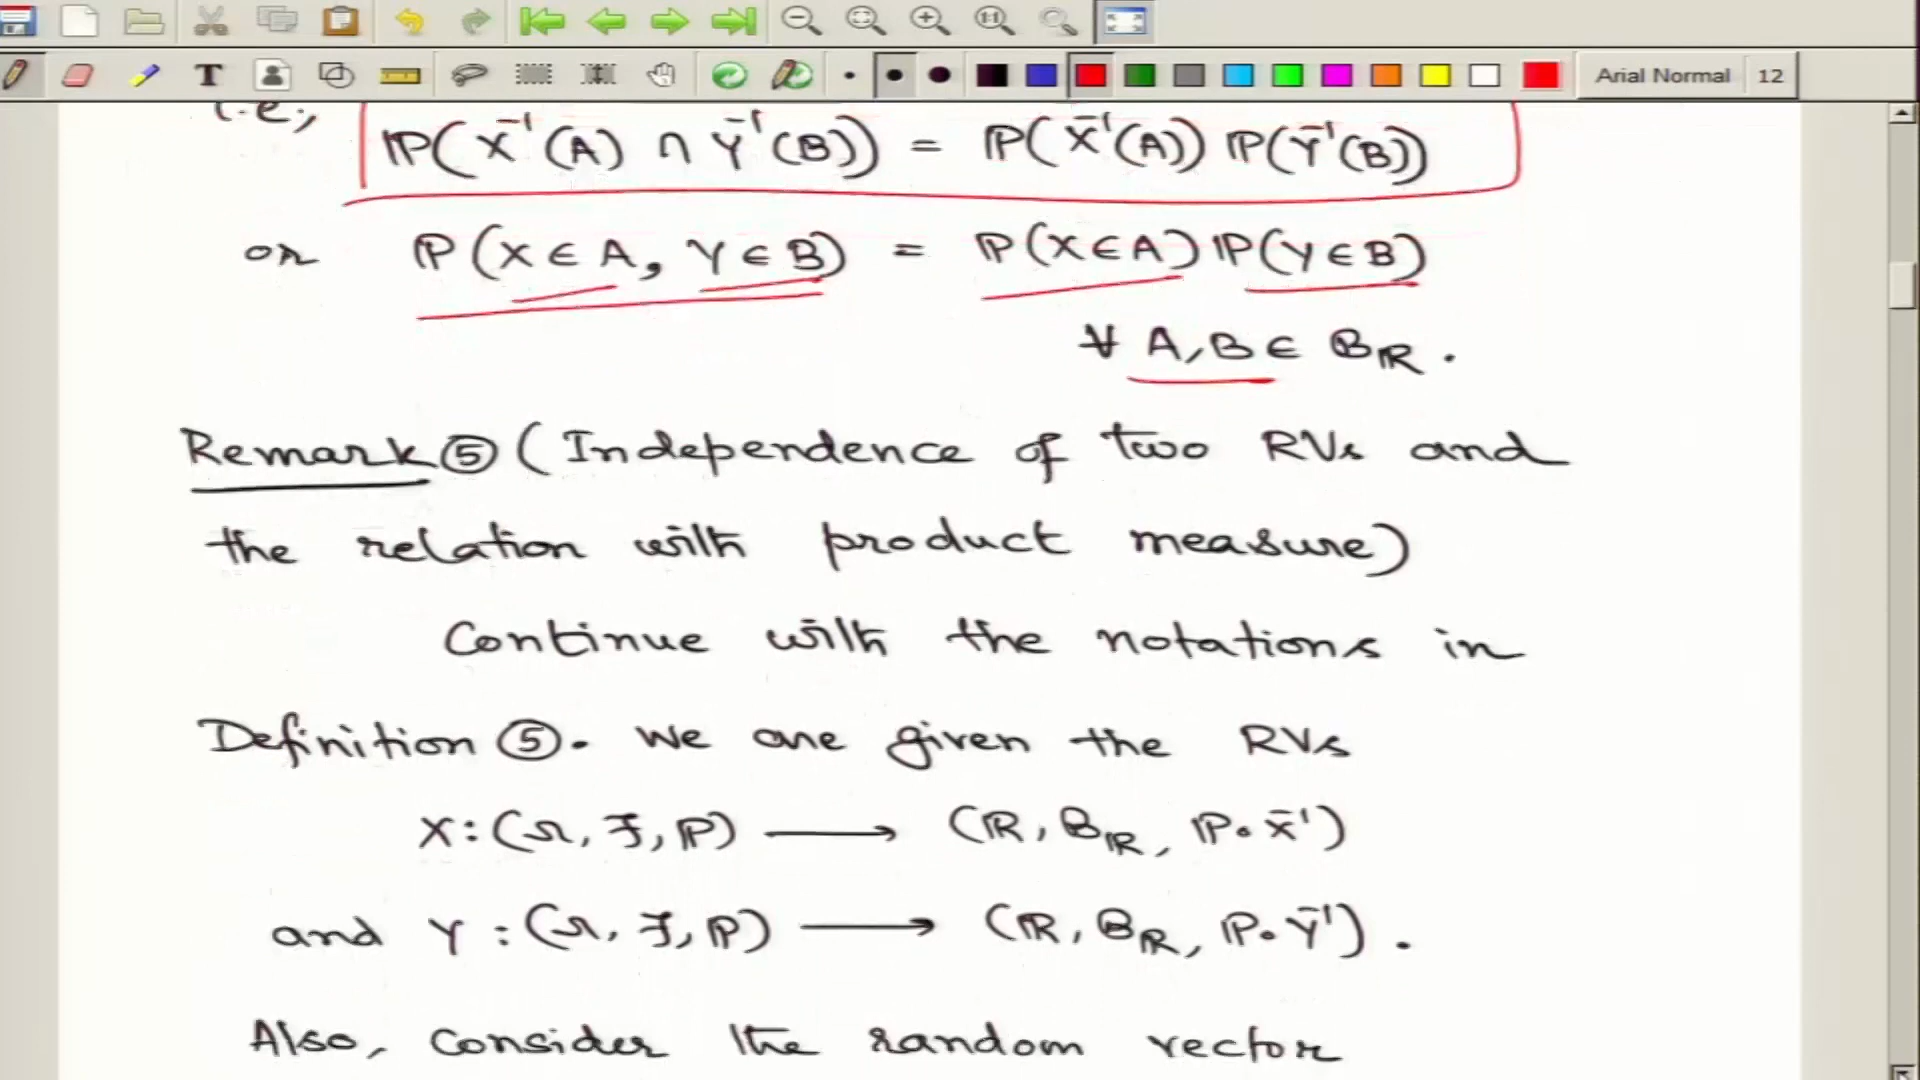 T Arial Normal 12
i.e.,
ℙ(X⁻¹(A) ∩ Y⁻¹(B)) = ℙ(X⁻¹(A)) ℙ(Y⁻¹(B))
or ℙ(X ∈ A, Y ∈ B) = ℙ(X ∈ A) ℙ(Y ∈ B)
∀ A, B ∈ 𝓑_ℝ.
Remark ⑤ (Independence of two RVs and
the relation with product measure)
Continue with the notations in
Definition ⑤. We are given the RVs
X : (Ω, 𝓕, ℙ) ⟶ (ℝ, 𝓑_ℝ, ℙ∘X⁻¹)
and Y : (Ω, 𝓕, ℙ) ⟶ (ℝ, 𝓑_ℝ, ℙ∘Y⁻¹).
Also, consider the random vector